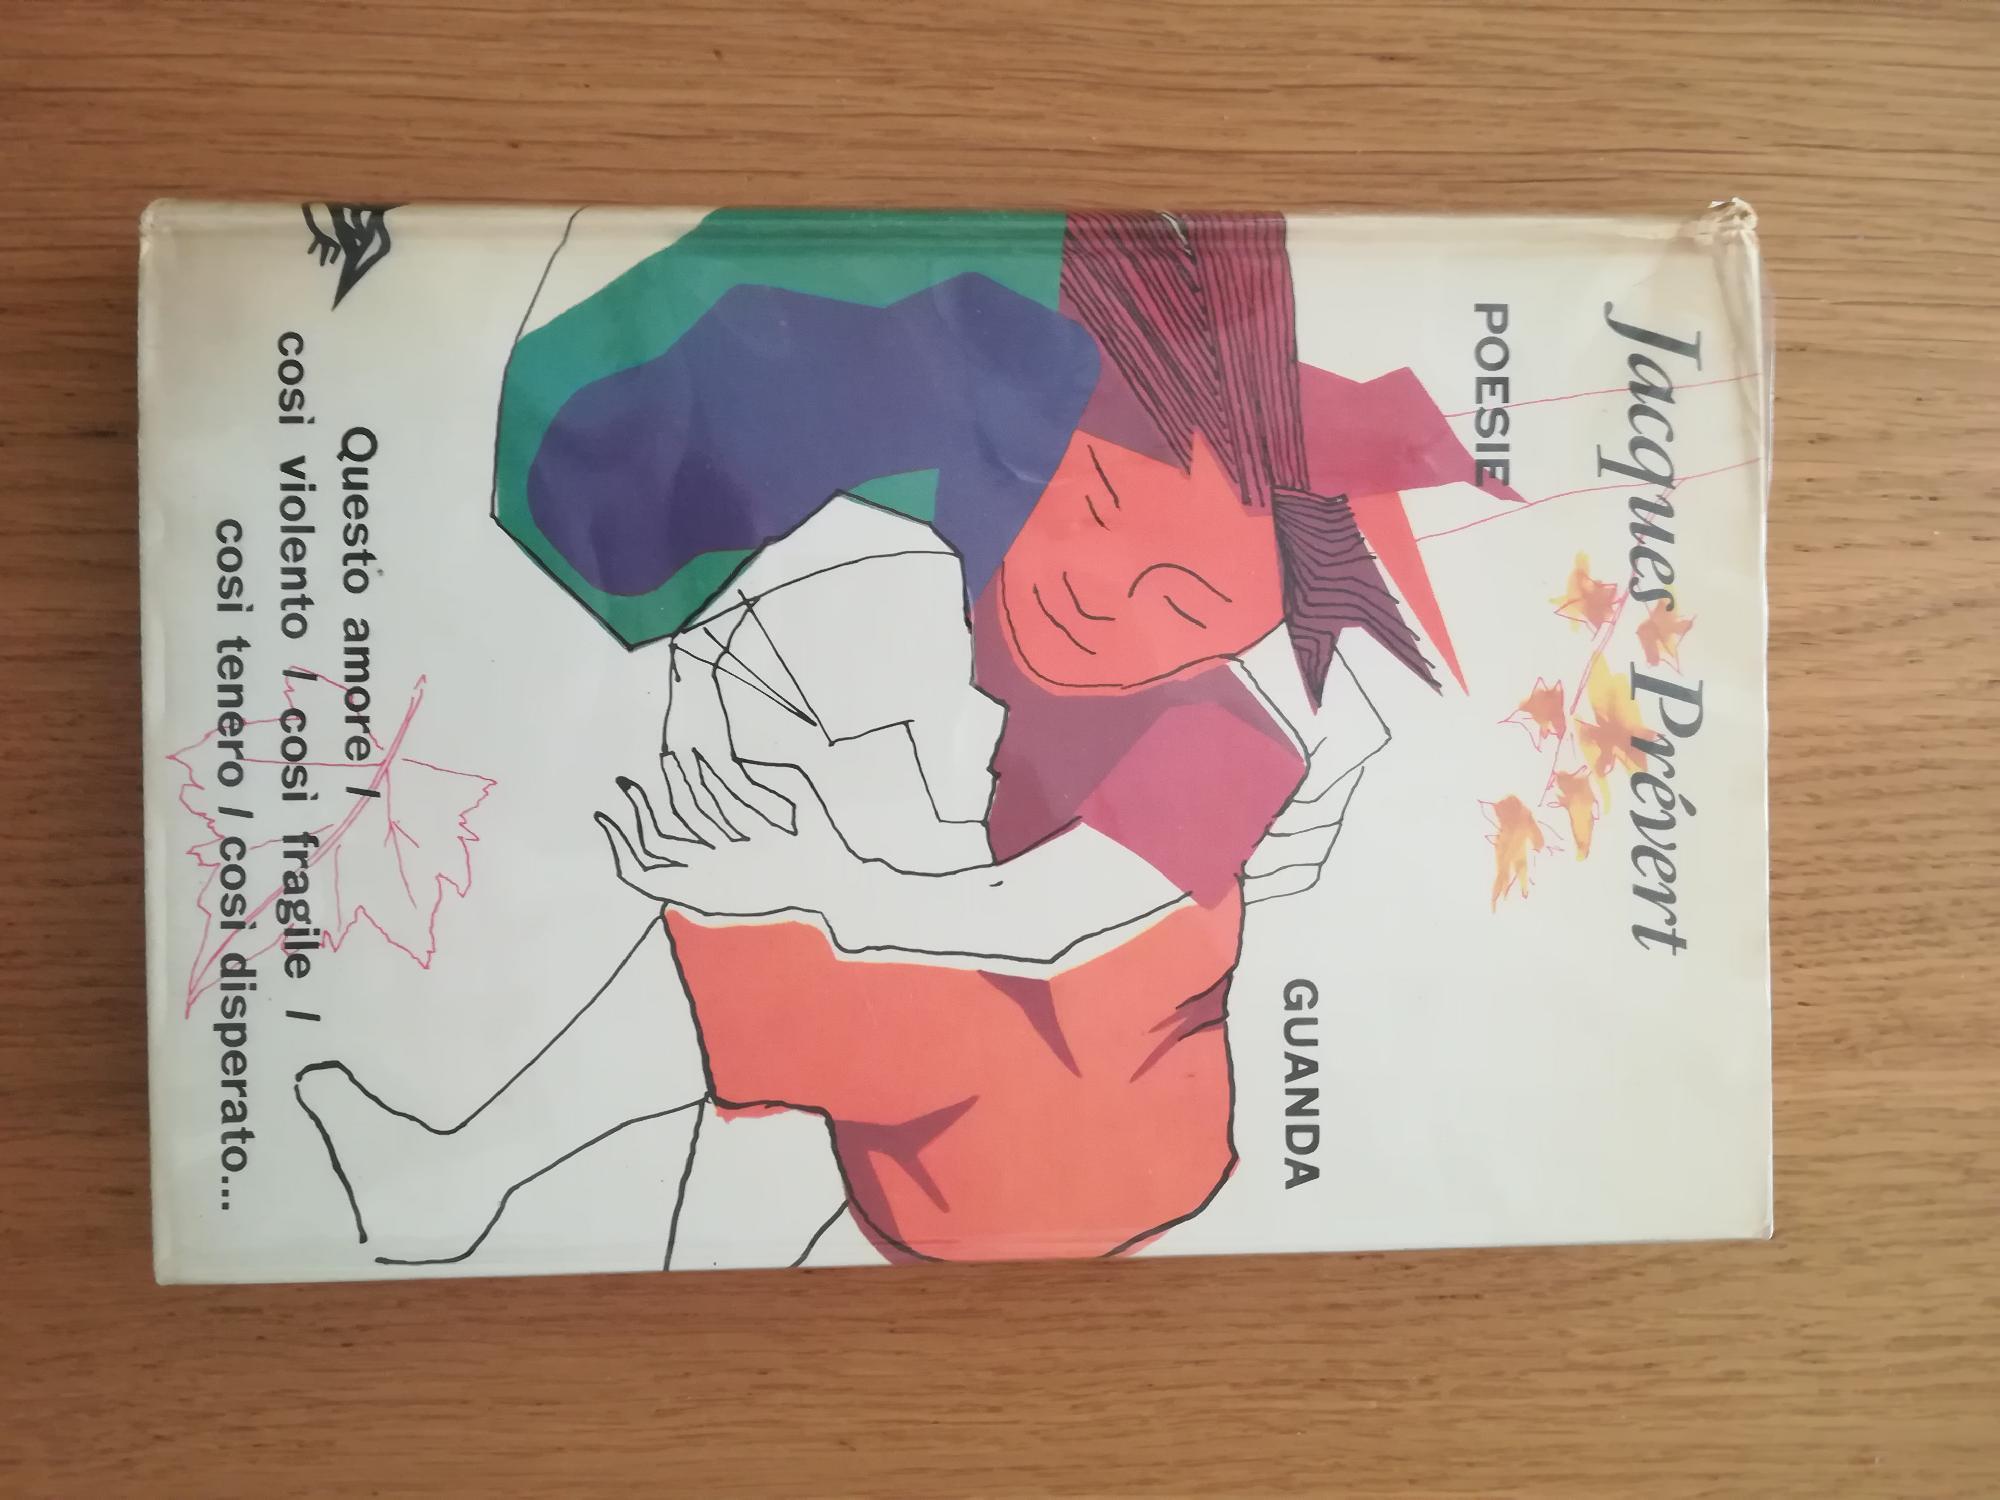 Jacques Prévert
POESIE
GUANDA
Questo amore /
così violento / così fragile /
così tenero / così disperato...